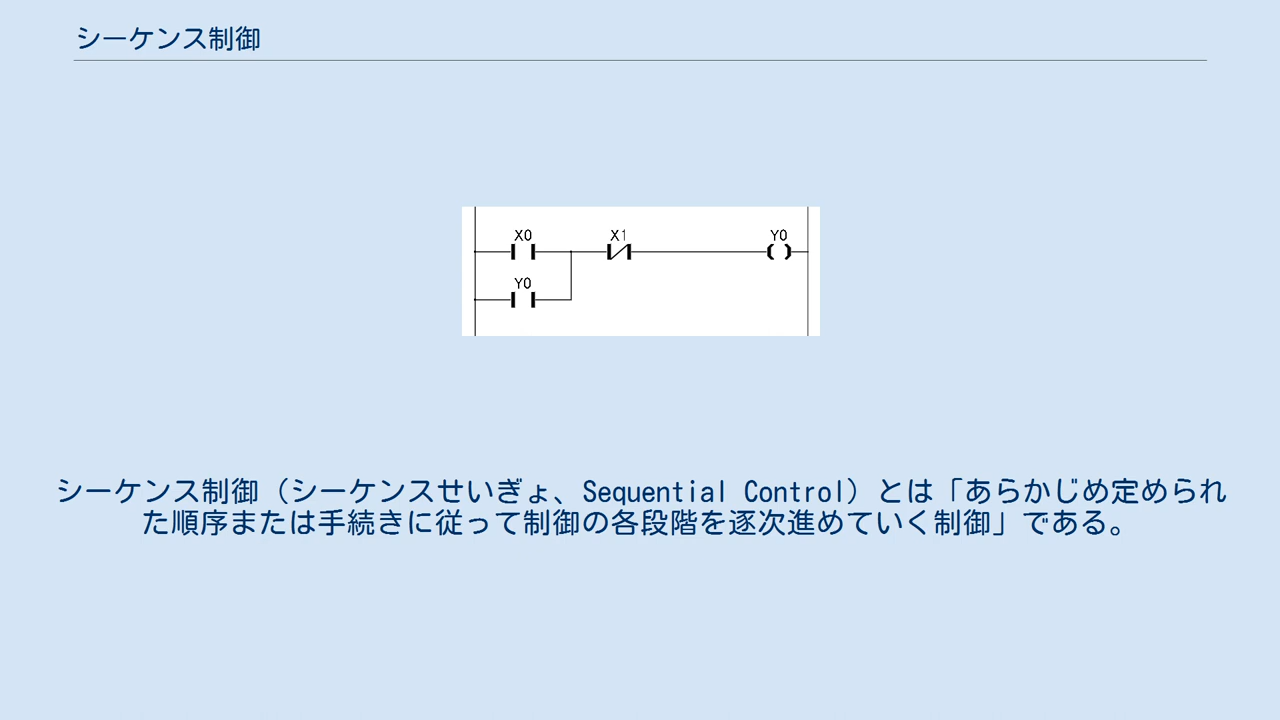 シーケンス制御
X0
X1
Y0
Y0
シーケンス制御（シーケンスせいぎょ、Sequential Control）とは「あらかじめ定められ
た順序または手続きに従って制御の各段階を逐次進めていく制御」である。